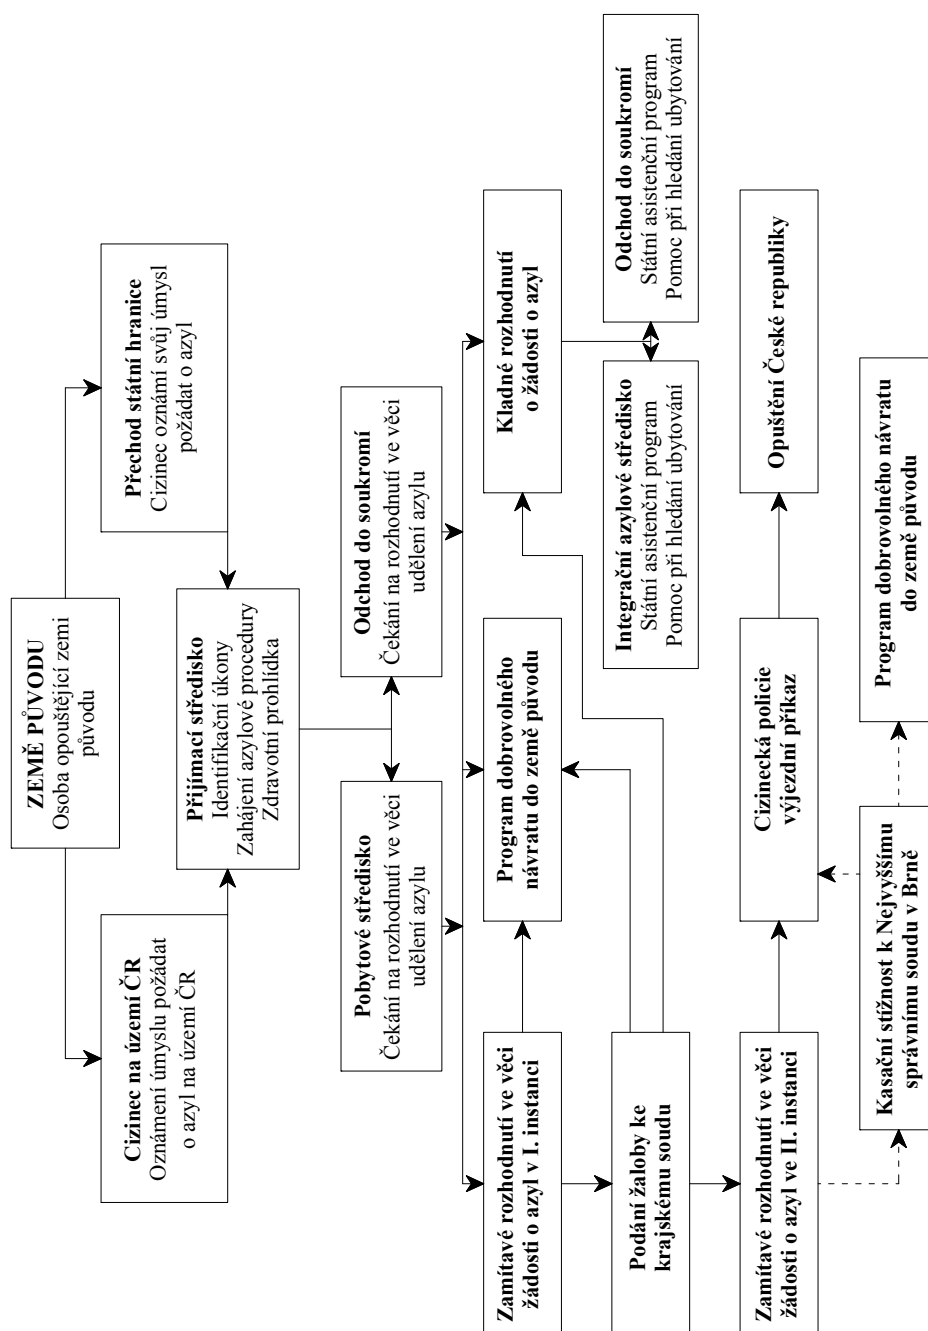 ZEMĚ PŮVODU
Osoba opouštějící zemi
původu
Cizinec na území ČR
Oznámení úmyslu požádat
o azyl na území ČR
Přechod státní hranice
Cizinec oznámí svůj úmysl
požádat o azyl
Přijímací středisko
Identifikační úkony
Zahájení azylové procedury
Zdravotní prohlídka
Pobytové středisko
Čekání na rozhodnutí ve věci
udělení azylu
Odchod do soukromí
Čekání na rozhodnutí ve věci
udělení azylu
Zamítavé rozhodnutí ve věci
žádosti o azyl v I. instanci
Program dobrovolného
návratu do země původu
Kladné rozhodnutí
o žádosti o azyl
Podání žaloby ke
krajskému soudu
Integrační azylové středisko
Státní asistenční program
Pomoc při hledání ubytování
Odchod do soukromí
Státní asistenční program
Pomoc při hledání ubytování
Zamítavé rozhodnutí ve věci
žádosti o azyl ve II. instanci
Cizinecká policie
výjezdní příkaz
Opuštění České republiky
Kasační stížnost k Nejvyššímu
správnímu soudu v Brně
Program dobrovolného návratu
do země původu